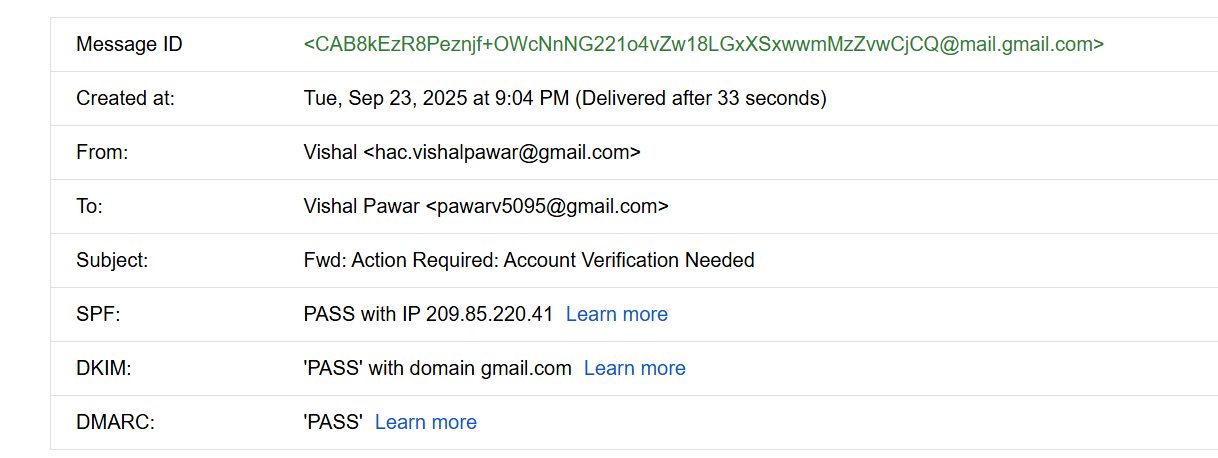 Message ID <CAB8kEzR8Peznjf+OWcNnNG221o4vZw18LGxXSxwwmMzZvwCjCQ@mail.gmail.com>
Created at: Tue, Sep 23, 2025 at 9:04 PM (Delivered after 33 seconds)
From: Vishal <hac.vishalpawar@gmail.com>
To: Vishal Pawar <pawarv5095@gmail.com>
Subject: Fwd: Action Required: Account Verification Needed
SPF: PASS with IP 209.85.220.41 Learn more
DKIM: 'PASS' with domain gmail.com Learn more
DMARC: 'PASS' Learn more